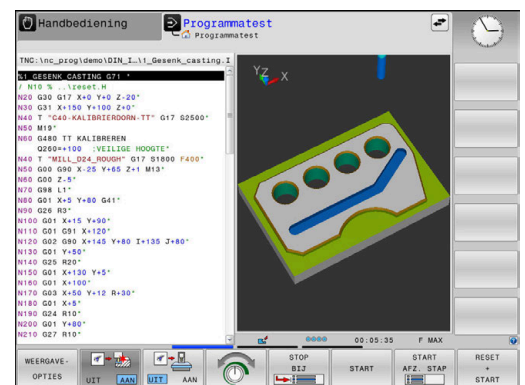 Handbediening
Programmatest
Programmatest
TNC:\nc_prog\demo\DIN_I…\1_Gesenk_casting.I
%1_GESENK_CASTING G71 *
/ N10 % ..\reset.H
N20 G30 G17 X+0 Y+0 Z-20*
N30 G31 X+150 Y+100 Z+0*
N40 T "C40-KALIBRIERDORN-TT" G17 S2500*
N50 M19*
N60 G480 TT KALIBREREN
Q260=+100 ;VEILIGE HOOGTE*
N40 T "MILL_D24_ROUGH" G17 S1800 F400*
N50 G00 G90 X-25 Y+65 Z+1 M13*
N60 G00 Z-5*
N70 G98 L1*
N80 G01 X+5 Y+80 G41*
N90 G26 R3*
N100 G01 X+15 Y+90*
N110 G01 G91 X+120*
N120 G02 G90 X+145 Y+80 I+135 J+80*
N130 G01 Y+50*
N140 G25 R20*
N150 G01 X+130 Y+5*
N160 G01 X+100*
N170 G03 X+50 Y+12 R+30*
N180 G01 X+5*
N190 G24 R10*
N200 G01 Y+80*
N210 G27 R10*
YZ X
00:05:35 F MAX
WEERGAVE-
OPTIES
UIT AAN
UIT AAN
STOP
BIJ
START
START
AFZ. STAP
RESET
+
START